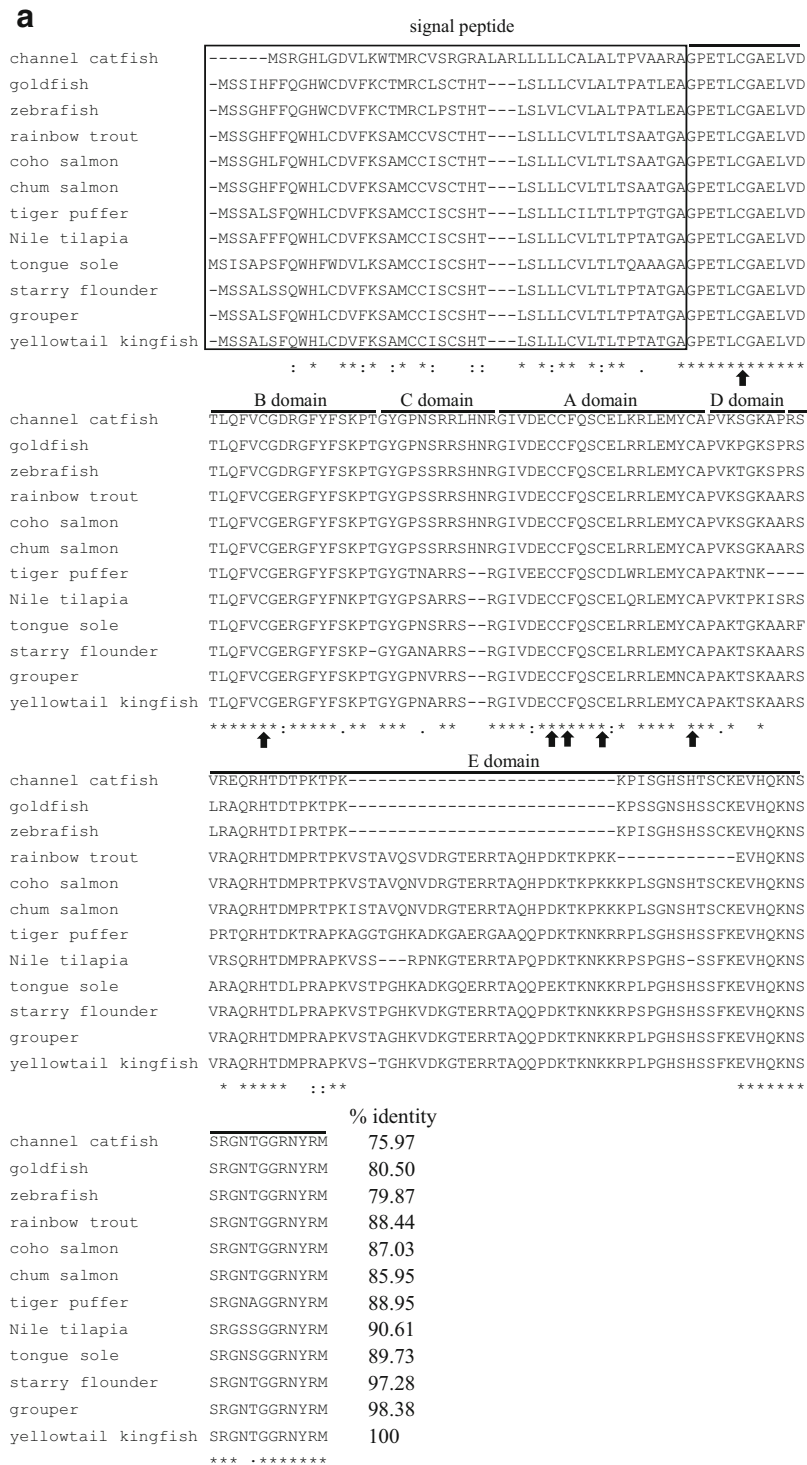 a
signal peptide
channel catfish ------MSRGHLGDVLKWTMRCVSRGRALARLLLLLCALALTPVAARAGPETLCGAELVD
goldfish -MSSIHFFQGHWCDVFKCTMRCLSCTHT---LSLLLCVLALTPATLEAGPETLCGAELVD
zebrafish -MSSGHFFQGHWCDVFKCTMRCLPSTHT---LSLVLCVLALTPATLEAGPETLCGAELVD
rainbow trout -MSSGHFFQWHLCDVFKSAMCCVSCTHT---LSLLLCVLTLTSAATGAGPETLCGAELVD
coho salmon -MSSGHLFQWHLCDVFKSAMCCISCTHT---LSLLLCVLTLTSAATGAGPETLCGAELVD
chum salmon -MSSGHFFQWHLCDVFKSAMCCVSCTHT---LSLLLCVLTLTSAATGAGPETLCGAELVD
tiger puffer -MSSALSFQWHLCDVFKSAMCCISCSHT---LSLLLCILTLTPTGTGAGPETLCGAELVD
Nile tilapia -MSSAFFFQWHLCDVFKSAMCCISCSHT---LSLLLCVLTLTPTATGAGPETLCGAELVD
tongue sole MSISAPSFQWHFWDVLKSAMCCISCSHT---LSLLLCVLTLTQAAAGAGPETLCGAELVD
starry flounder -MSSALSSQWHLCDVFKSAMCCISCSHT---LSLLLCVLTLTPTATGAGPETLCGAELVD
grouper -MSSALSFQWHLCDVFKSAMCCISCSHT---LSLLLCVLTLTPTATGAGPETLCGAELVD
yellowtail kingfish -MSSALSFQWHLCDVFKSAMCCISCSHT---LSLLLCVLTLTPTATGAGPETLCGAELVD
: * **:* : * *: :: * *:** *:** . *************
B domain C domain A domain D domain
channel catfish TLQFVCGDRGFYFSKPTGYGPNSRRLHNRGIVDECCFQSCELKRLEMYCAPVKSGKAPRS
goldfish TLQFVCGDRGFYFSKPTGYGPSSRRSHNRGIVDECCFQSCELRRLEMYCAPVKPGKSPRS
zebrafish TLQFVCGDRGFYFSKPTGYGPSSRRSHNRGIVDECCFQSCELRRLEMYCAPVKTGKSPRS
rainbow trout TLQFVCGERGFYFSKPTGYGPSSRRSHNRGIVDECCFQSCELRRLEMYCAPVKSGKAARS
coho salmon TLQFVCGERGFYFSKPTGYGPSSRRSHNRGIVDECCFQSCELRRLEMYCAPVKSGKAARS
chum salmon TLQFVCGERGFYFSKPTGYGPSSRRSHNRGIVDECCFQSCELRRLEMYCAPVKSGKAARS
tiger puffer TLQFVCGERGFYFSKPTGYGTNARRS--RGIVEECCFQSCDLWRLEMYCAPAKTNK----
Nile tilapia TLQFVCGERGFYFNKPTGYGPSARRS--RGIVDECCFQSCELQRLEMYCAPVKTPKISRS
tongue sole TLQFVCGERGFYFSKPTGYGPNSRRS--RGIVDECCFQSCELRRLEMYCAPAKTGKAARF
starry flounder TLQFVCGERGFYFSKP-GYGANARRS--RGIVDECCFQSCELRRLEMYCAPAKTSKAARS
grouper TLQFVCGERGFYFSKPTGYGPNVRRS--RGIVDECCFQSCELRRLEMNCAPAKTSKAARS
yellowtail kingfish TLQFVCGERGFYFSKPTGYGPNARRS--RGIVDECCFQSCELRRLEMYCAPAKTSKAARS
*******:*****.** *** . ** ****:*******:* **** ***.* *
E domain
channel catfish VREQRHTDTPKTPK---------------------------KPISGHSHTSCKEVHQKNS
goldfish LRAQRHTDTPKTPK---------------------------KPSSGNSHTSCKEVHQKNS
zebrafish LRAQRHTDIPRTPK---------------------------KPISGHSHSSCKEVHQKNS
rainbow trout VRAQRHTDMPRTPKVSTAVQSVDRGTERRTAQHPDKTKPKK------------EVHQKNS
coho salmon VRAQRHTDMPRTPKVSTAVQNVDRGTERRTAQHPDKTKPKKKPLSGNSHTSCKEVHQKNS
chum salmon VRAQRHTDMPRTPKISTAVQNVDRGTERRTAQHPDKTKPKKKPLSGNSHTSCKEVHQKNS
tiger puffer PRTQRHTDKTRAPKAGGTGHKADKGAERGAAQQPDKTKNKRRPLSGHSHSSFKEVHQKNS
Nile tilapia VRSQRHTDLPRAPKVSS---RPNKGTERRTAPQPDKTKNKKRPSPGHS-SSFKEVHQKNS
tongue sole ARAQRHTDLPRAPKVSTPGHKADKGQERRTAQQPEKTKNKKRPLPGHSHSSFKEVHQKNS
starry flounder VRAQRHTDLPRAPKVSTPGHKVDKGTERRTAQQPDKTKNKKRPSPGHSHSSFKEVHQKNS
grouper VRAQRHTDMPRAPKVSTAGHKVDKGTERRTAQQPDKTKNKKRPLPGHSHSSFKEVHQKNS
yellowtail kingfish VRAQRHTDMPRAPKVS-TGHKVDKGTERRTAQQPDKTKNKKRPLPGHSHSSFKEVHQKNS
* ***** ::** *******
% identity
channel catfish SRGNTGGRNYRM 75.97
goldfish SRGNTGGRNYRM 80.50
zebrafish SRGNTGGRNYRM 79.87
rainbow trout SRGNTGGRNYRM 88.44
coho salmon SRGNTGGRNYRM 87.03
chum salmon SRGNTGGRNYRM 85.95
tiger puffer SRGNAGGRNYRM 88.95
Nile tilapia SRGSSGGRNYRM 90.61
tongue sole SRGNSGGRNYRM 89.73
starry flounder SRGNTGGRNYRM 97.28
grouper SRGNTGGRNYRM 98.38
yellowtail kingfish SRGNTGGRNYRM 100
*** :*******